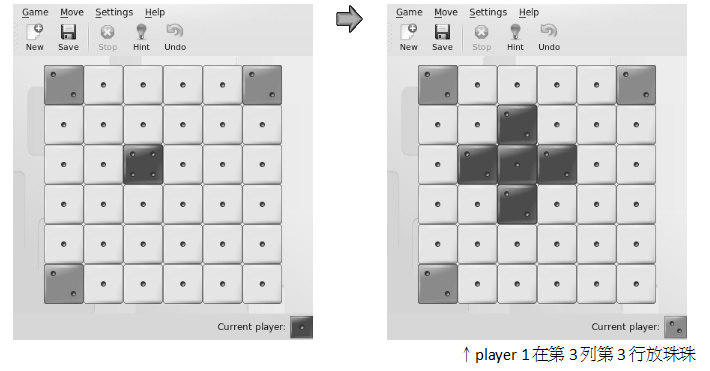 Game Move Settings Help
New Save Stop Hint Undo
Current player:
Game Move Settings Help
New Save Stop Hint Undo
Current player:
↑player 1在第3列第3行放珠珠